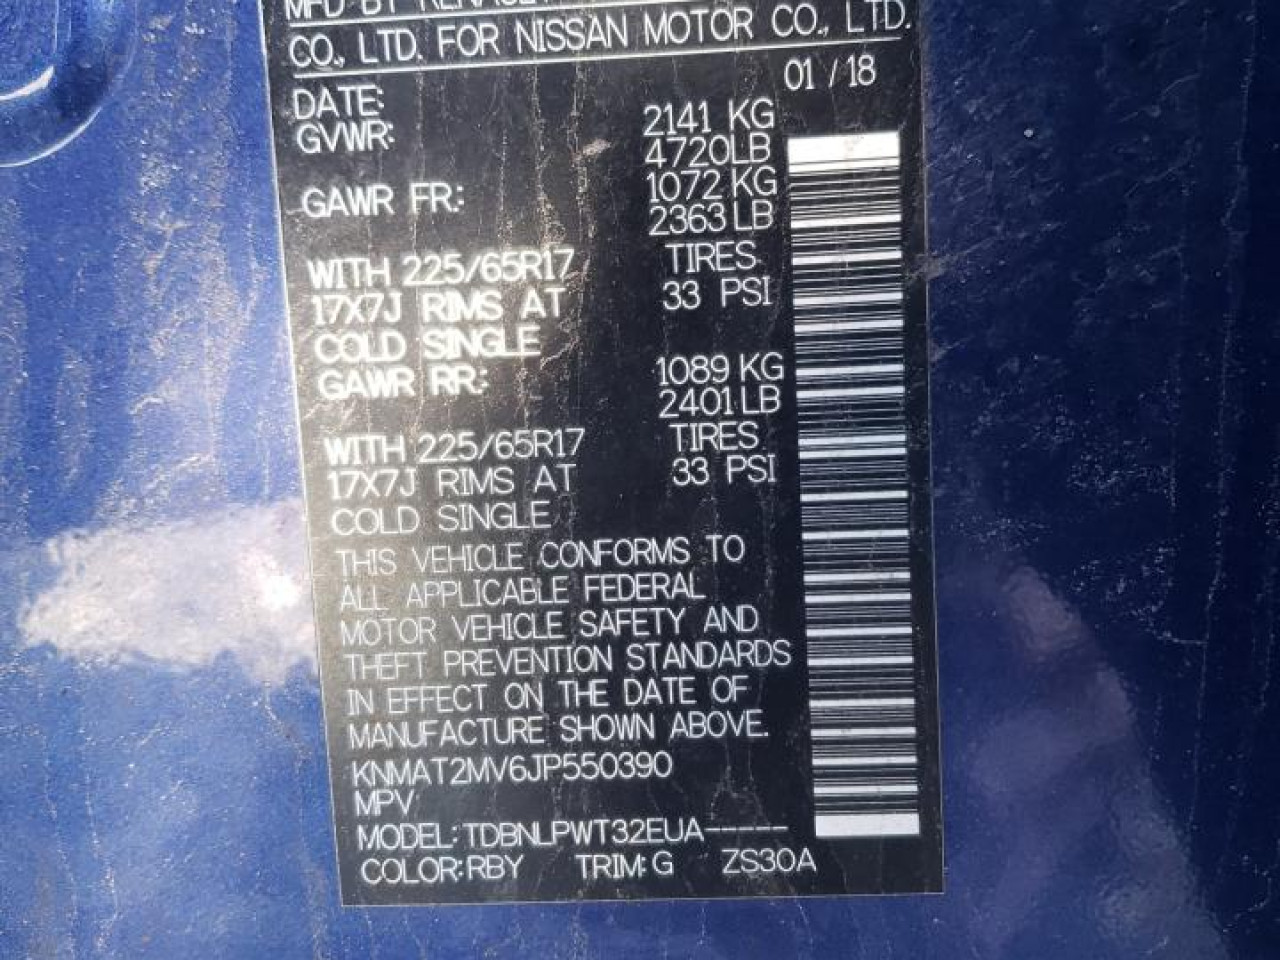 MFD BY RENAULT
CO., LTD. FOR NISSAN MOTOR CO., LTD.
DATE: 01 / 18
GVWR: 2141 KG
4720LB
GAWR FR.: 1072 KG
2363 LB
WITH 225/65R17 TIRES
17X7J RIMS AT 33 PSI
COLD SINGLE
GAWR RR.: 1089 KG
2401 LB
WITH 225/65R17 TIRES
17X7J RIMS AT 33 PSI
COLD SINGLE
THIS VEHICLE CONFORMS TO
ALL APPLICABLE FEDERAL
MOTOR VEHICLE SAFETY AND
THEFT PREVENTION STANDARDS
IN EFFECT ON THE DATE OF
MANUFACTURE SHOWN ABOVE.
KNMAT2MV6JP550390
MPV
MODEL:TDBNLPWT32EUA-----
COLOR:RBY TRIM:G ZS30A